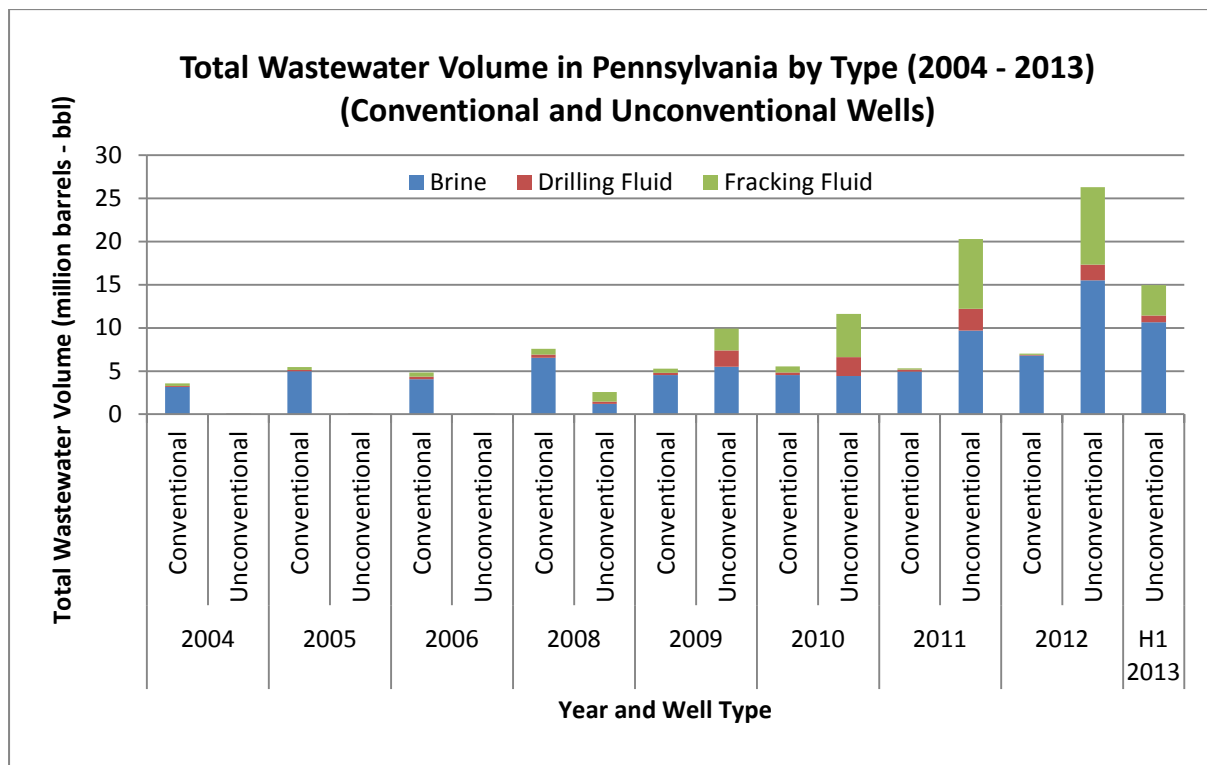 Total Wastewater Volume in Pennsylvania by Type (2004 - 2013)
(Conventional and Unconventional Wells)
Total Wastewater Volume (million barrels - bbl)
30
25
20
15
10
5
0
Brine Drilling Fluid Fracking Fluid
Conventional
Unconventional
Conventional
Unconventional
Conventional
Unconventional
Conventional
Unconventional
Conventional
Unconventional
Conventional
Unconventional
Conventional
Unconventional
Conventional
Unconventional
Unconventional
2004 2005 2006 2008 2009 2010 2011 2012 H1
2013
Year and Well Type